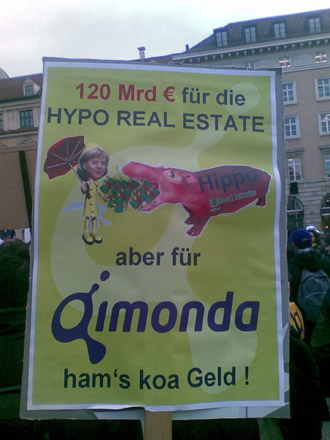 120 Mrd € für die
HYPO REAL ESTATE
$
Hippo
aber für
Qimonda
ham's koa Geld !